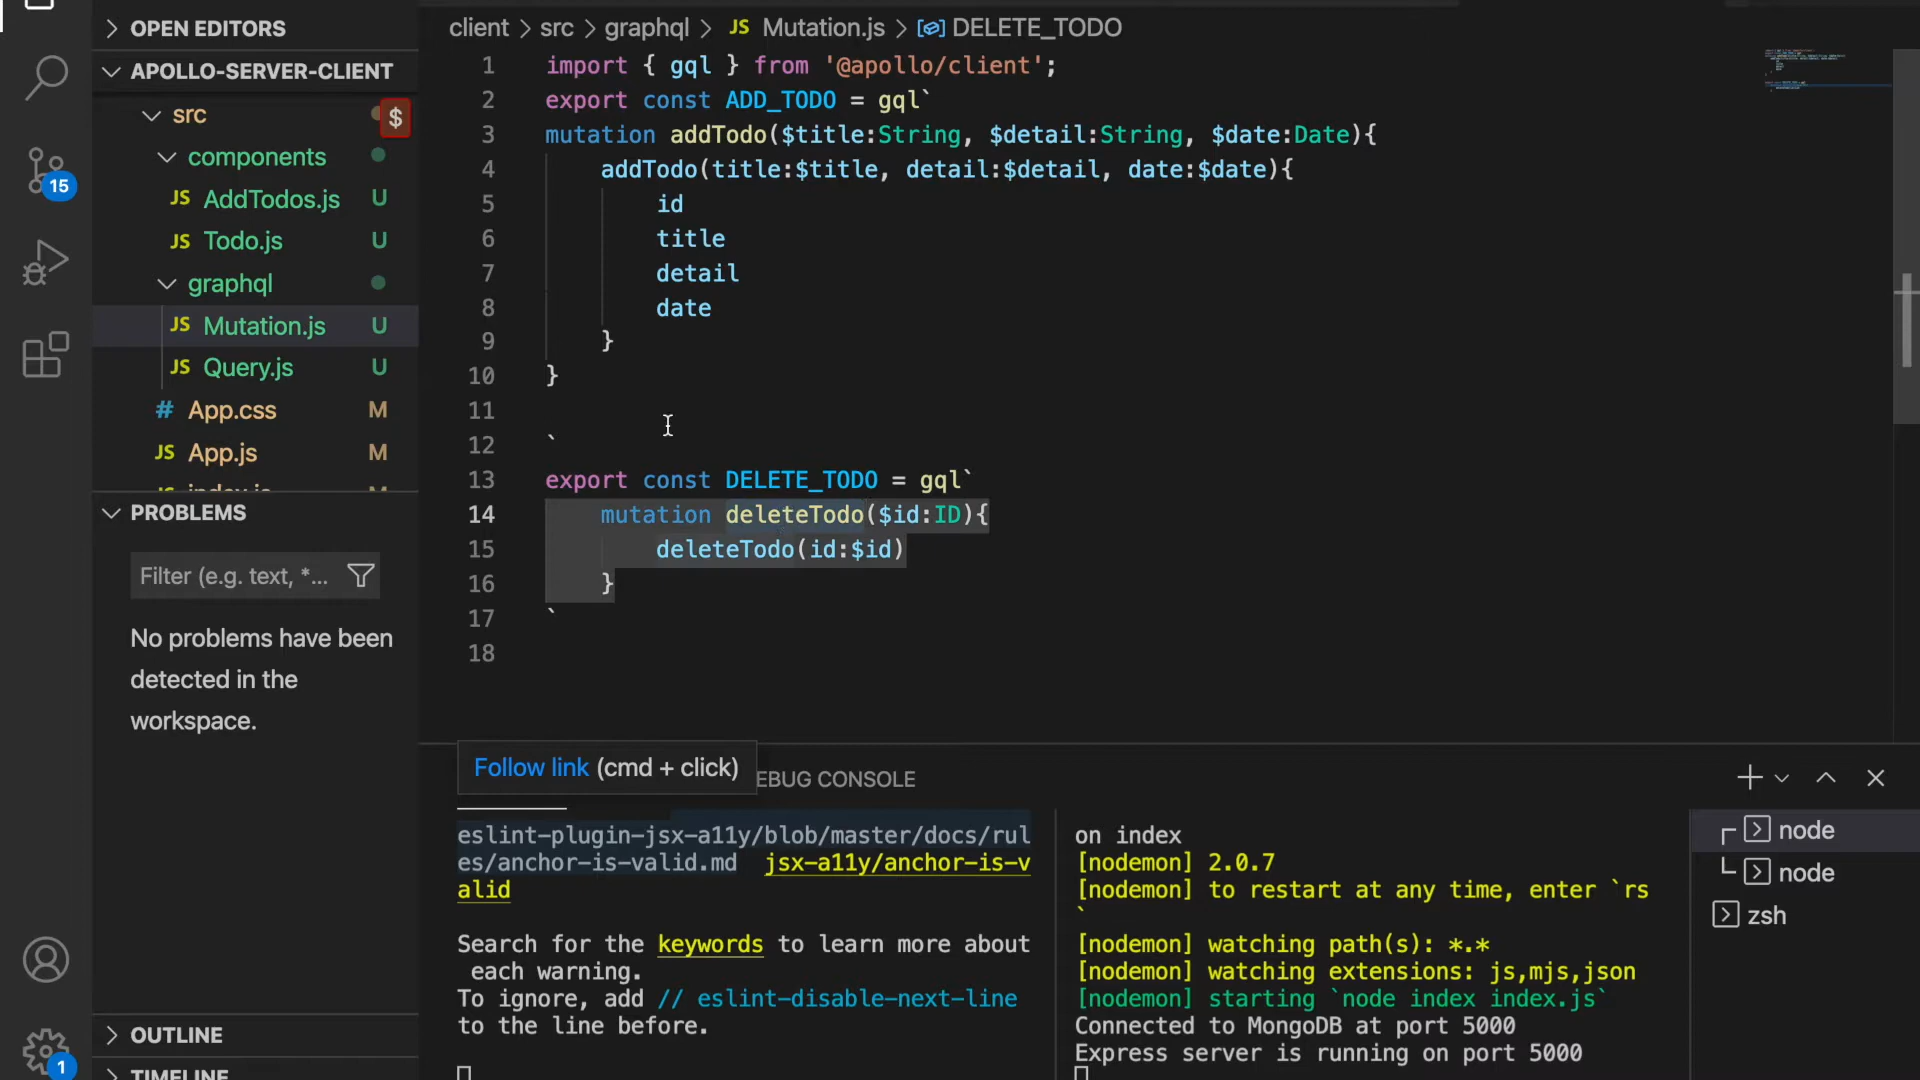 OPEN EDITORS
APOLLO-SERVER-CLIENT
src
$
components
JS AddTodos.js U
JS Todo.js U
graphql
JS Mutation.js U
JS Query.js U
# App.css M
JS App.js M
15
PROBLEMS
Filter (e.g. text, *...
No problems have been
detected in the
workspace.
OUTLINE
TIMELINE
1
client > src > graphql > JS Mutation.js > DELETE_TODO
1 import { gql } from '@apollo/client';
2 export const ADD_TODO = gql`
3 mutation addTodo($title:String, $detail:String, $date:Date){
4 addTodo(title:$title, detail:$detail, date:$date){
5 id
6 title
7 detail
8 date
9 }
10 }
11
12 `
13 export const DELETE_TODO = gql`
14 mutation deleteTodo($id:ID){
15 deleteTodo(id:$id)
16 }
17 `
18
Follow link (cmd + click)
EBUG CONSOLE
eslint-plugin-jsx-a11y/blob/master/docs/rul
es/anchor-is-valid.md jsx-a11y/anchor-is-v
alid
Search for the keywords to learn more about
each warning.
To ignore, add // eslint-disable-next-line
to the line before.
on index
[nodemon] 2.0.7
[nodemon] to restart at any time, enter `rs
`
[nodemon] watching path(s): *.*
[nodemon] watching extensions: js,mjs,json
[nodemon] starting `node index index.js`
Connected to MongoDB at port 5000
Express server is running on port 5000
node
node
zsh